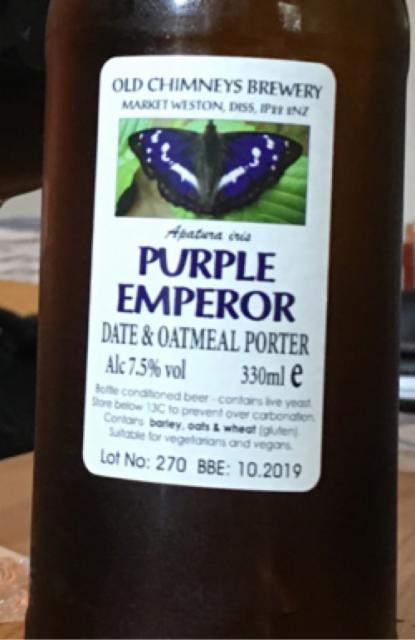 OLD CHIMNEYS BREWERY
MARKET WESTON, DISS, IP22 2NZ
Apatura iris
PURPLE
EMPEROR
DATE & OATMEAL PORTER
Alc 7.5% vol 330ml e
Bottle conditioned beer - contains live yeast.
Store below 13C to prevent over carbonation.
Contains barley, oats & wheat (gluten).
Suitable for vegetarians and vegans.
Lot No: 270 BBE: 10.2019